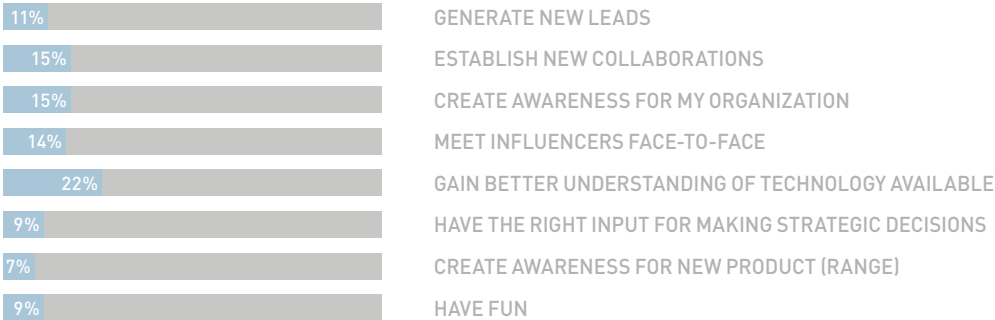 11% GENERATE NEW LEADS
15% ESTABLISH NEW COLLABORATIONS
15% CREATE AWARENESS FOR MY ORGANIZATION
14% MEET INFLUENCERS FACE-TO-FACE
22% GAIN BETTER UNDERSTANDING OF TECHNOLOGY AVAILABLE
9% HAVE THE RIGHT INPUT FOR MAKING STRATEGIC DECISIONS
7% CREATE AWARENESS FOR NEW PRODUCT (RANGE)
9% HAVE FUN